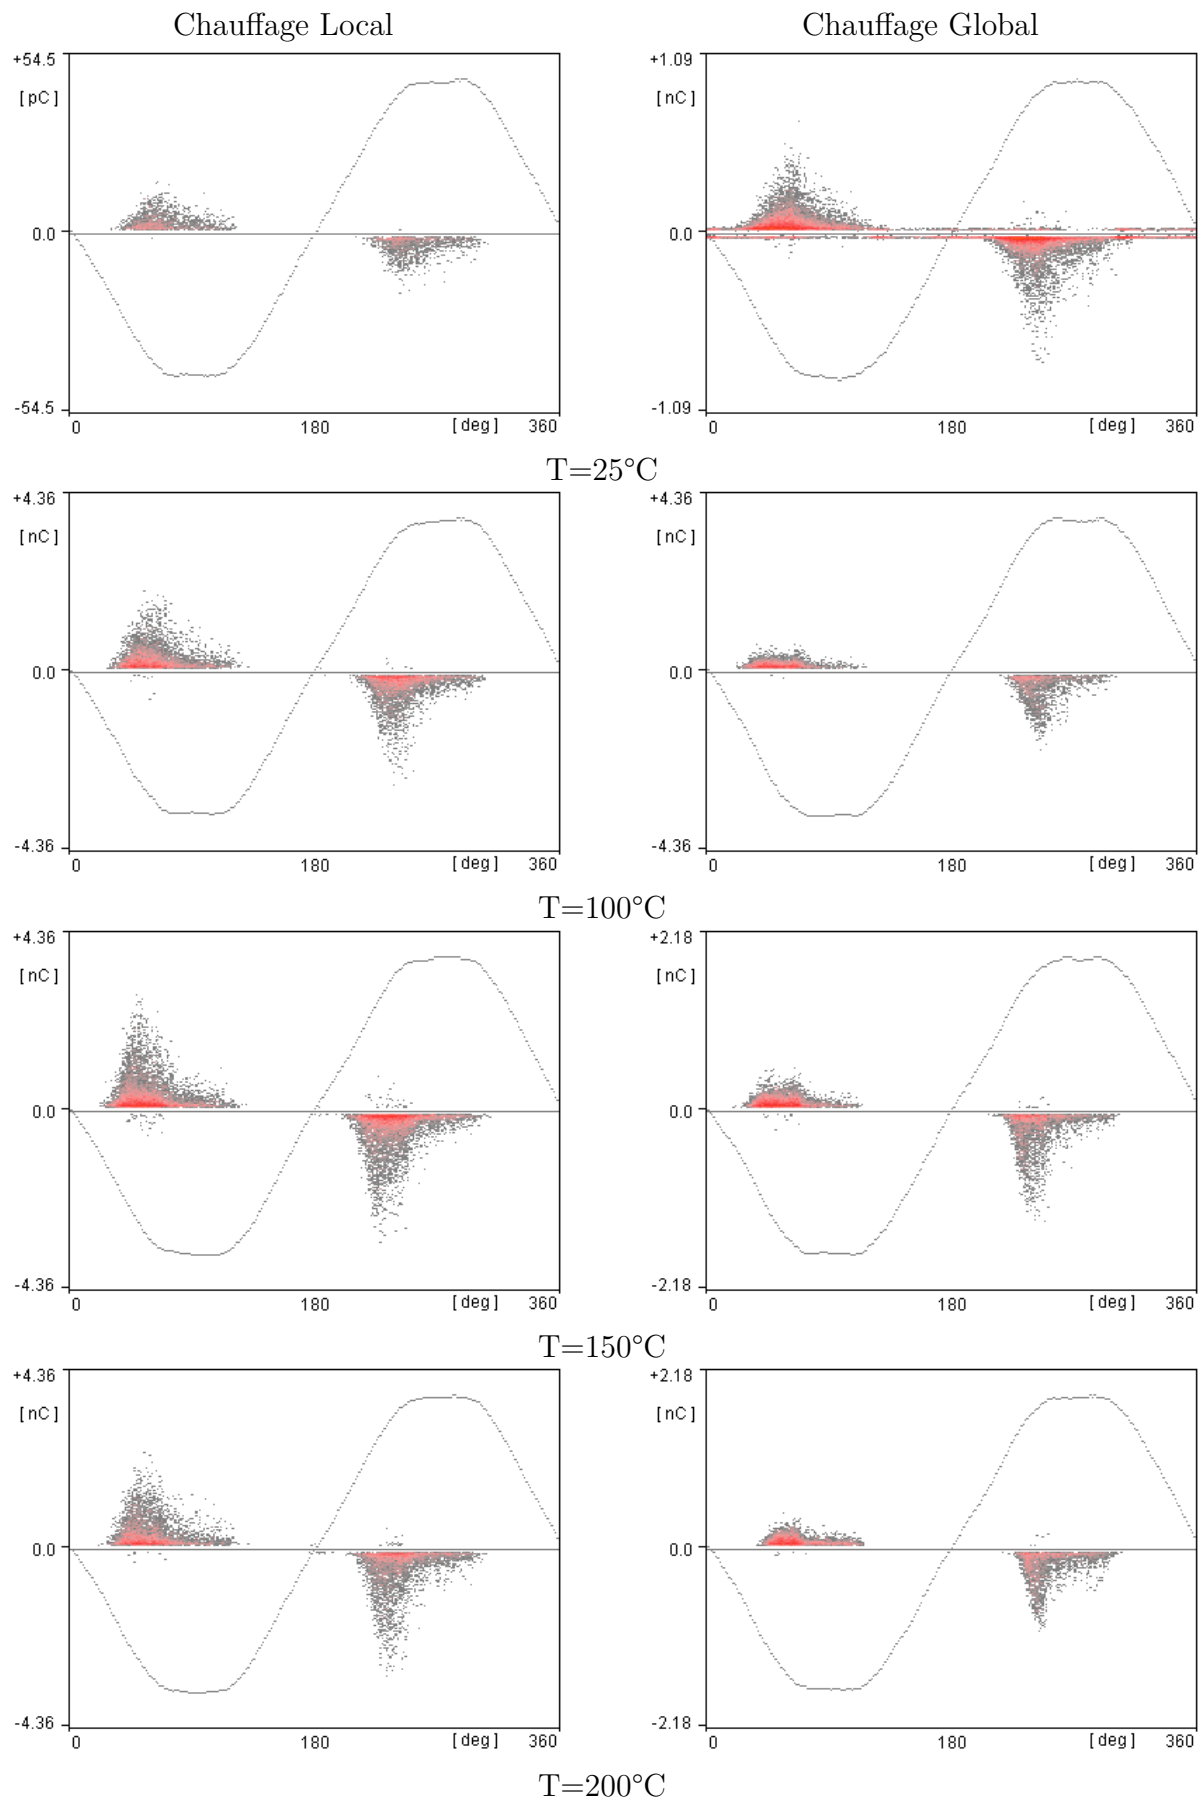 Chauffage Local Chauffage Global
+54.5 +1.09
[pC] [nC]
0.0 0.0
-54.5 -1.09
0 180 [deg] 360 0 180 [deg] 360
T=25°C
+4.36 +4.36
[nC] [nC]
0.0 0.0
-4.36 -4.36
0 180 [deg] 360 0 180 [deg] 360
T=100°C
+4.36 +2.18
[nC] [nC]
0.0 0.0
-4.36 -2.18
0 180 [deg] 360 0 180 [deg] 360
T=150°C
+4.36 +2.18
[nC] [nC]
0.0 0.0
-4.36 -2.18
0 180 [deg] 360 0 180 [deg] 360
T=200°C